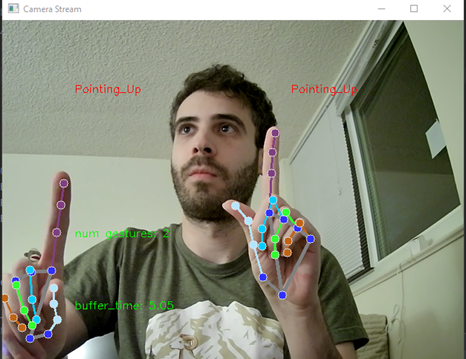 Camera Stream
Pointing_Up
Pointing_Up
num_gestures: 2
buffer_time: 5.05